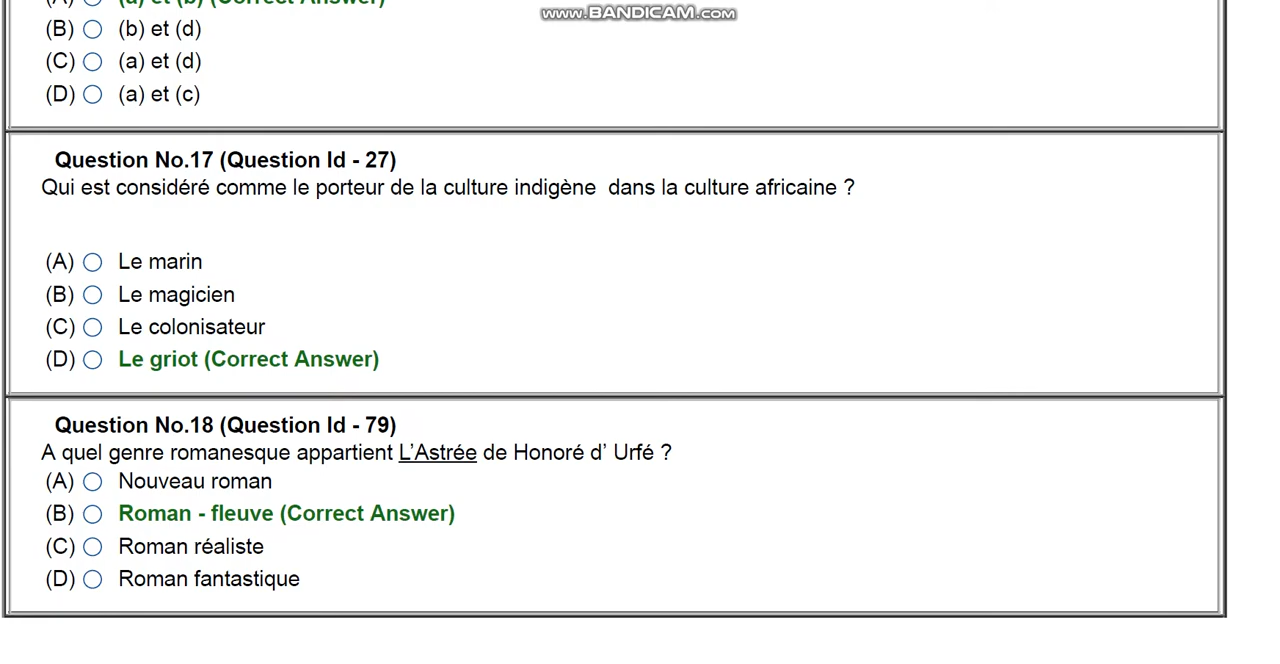 (A) (a) et (b) (Correct Answer)
www.BANDICAM.com
(B) (b) et (d)
(C) (a) et (d)
(D) (a) et (c)
Question No.17 (Question Id - 27)
Qui est considéré comme le porteur de la culture indigène dans la culture africaine ?
(A) Le marin
(B) Le magicien
(C) Le colonisateur
(D) Le griot (Correct Answer)
Question No.18 (Question Id - 79)
A quel genre romanesque appartient L’Astrée de Honoré d’ Urfé ?
(A) Nouveau roman
(B) Roman - fleuve (Correct Answer)
(C) Roman réaliste
(D) Roman fantastique